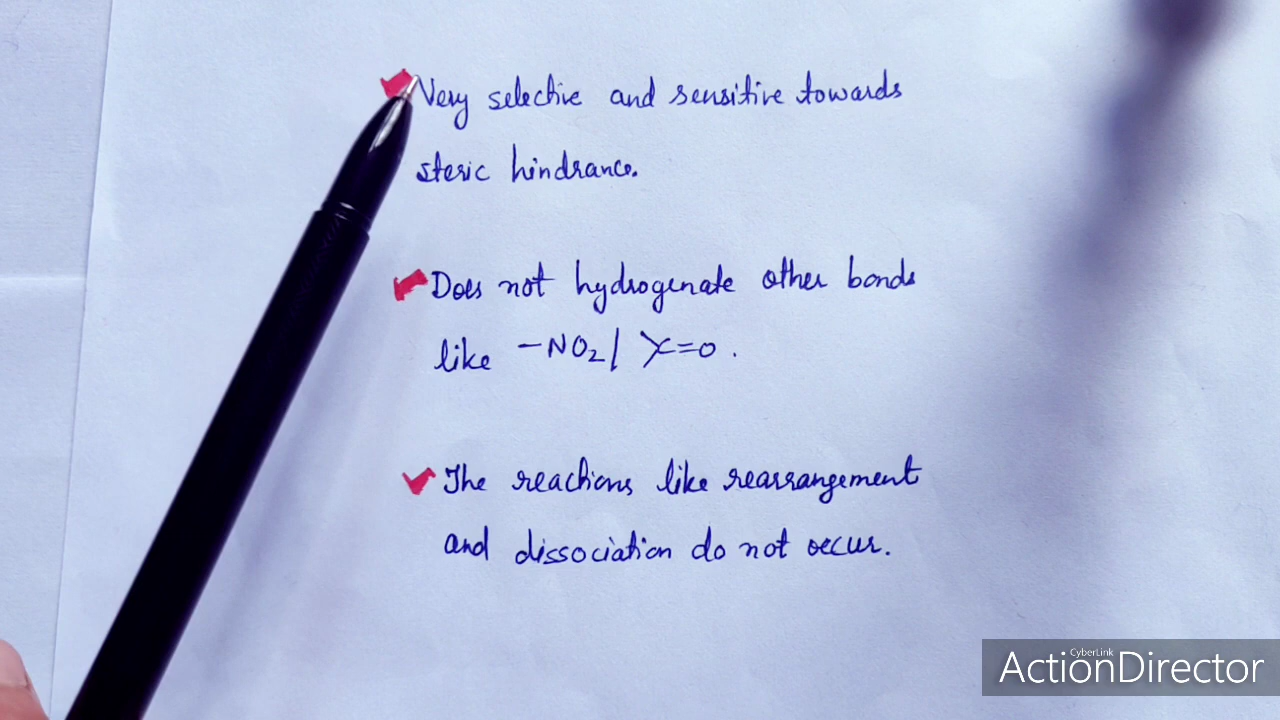 Very selective and sensitive towards
steric hindrance.
Does not hydrogenate other bonds
like -NO₂/ >C=O.
The reactions like rearrangement
and dissociation do not occur.
CyberLink
ActionDirector